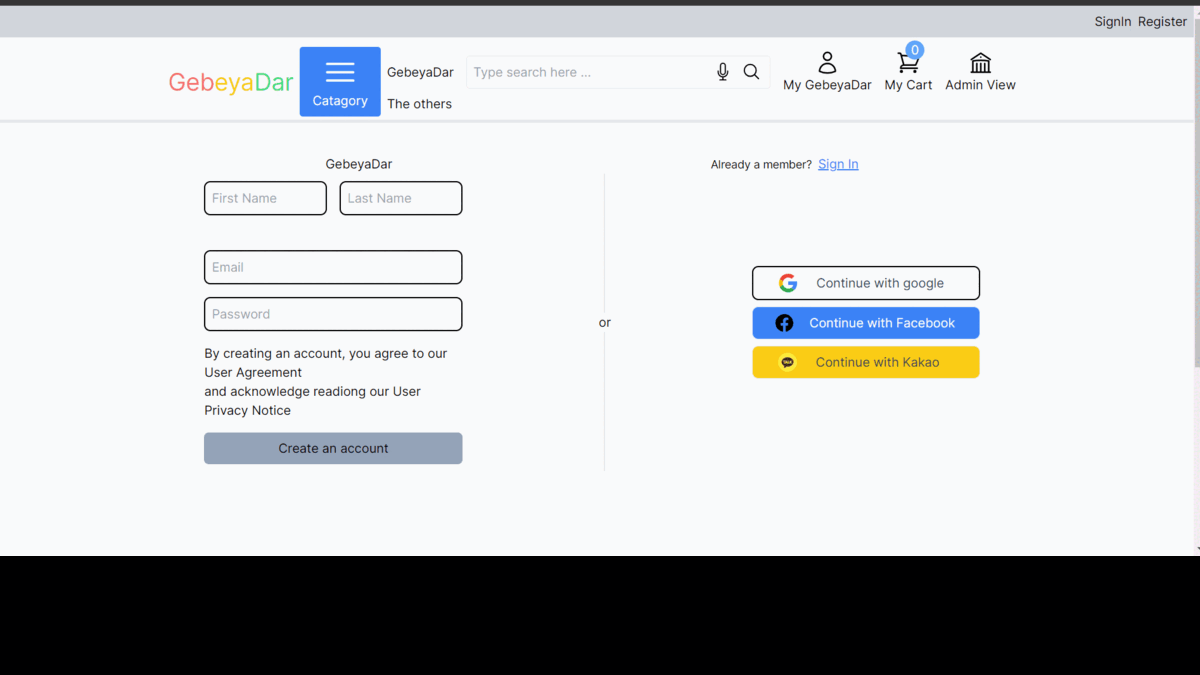 SignIn Register
GebeyaDar
Catagory
GebeyaDar
The others
Type search here ...
My GebeyaDar
0
My Cart
Admin View
GebeyaDar
First Name
Last Name
Email
Password
By creating an account, you agree to our
User Agreement
and acknowledge readiong our User
Privacy Notice
Create an account
or
Already a member? Sign In
Continue with google
Continue with Facebook
TALK
Continue with Kakao